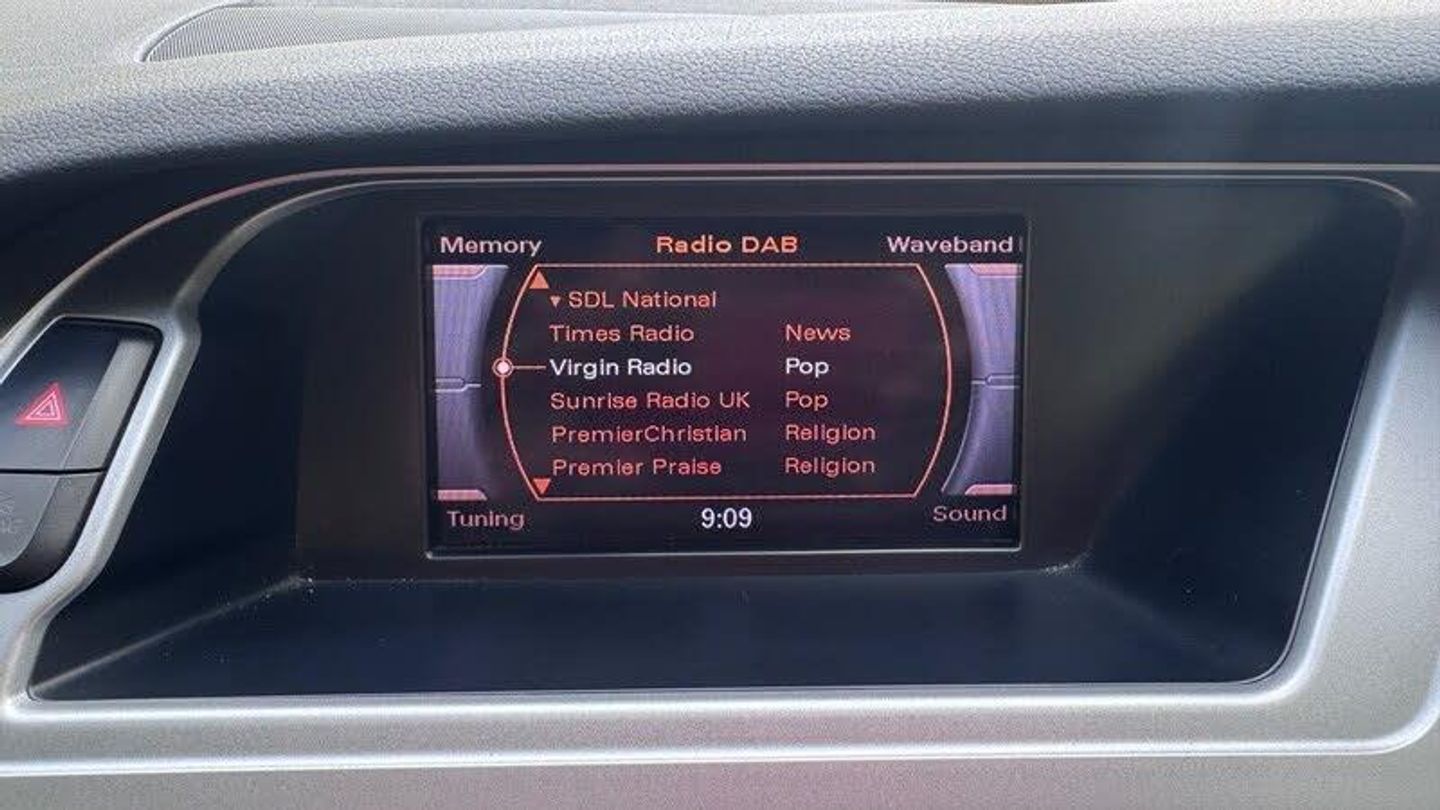 Memory Radio DAB Waveband
SDL National
Times Radio News
Virgin Radio Pop
Sunrise Radio UK Pop
PremierChristian Religion
Premier Praise Religion
Tuning 9:09 Sound